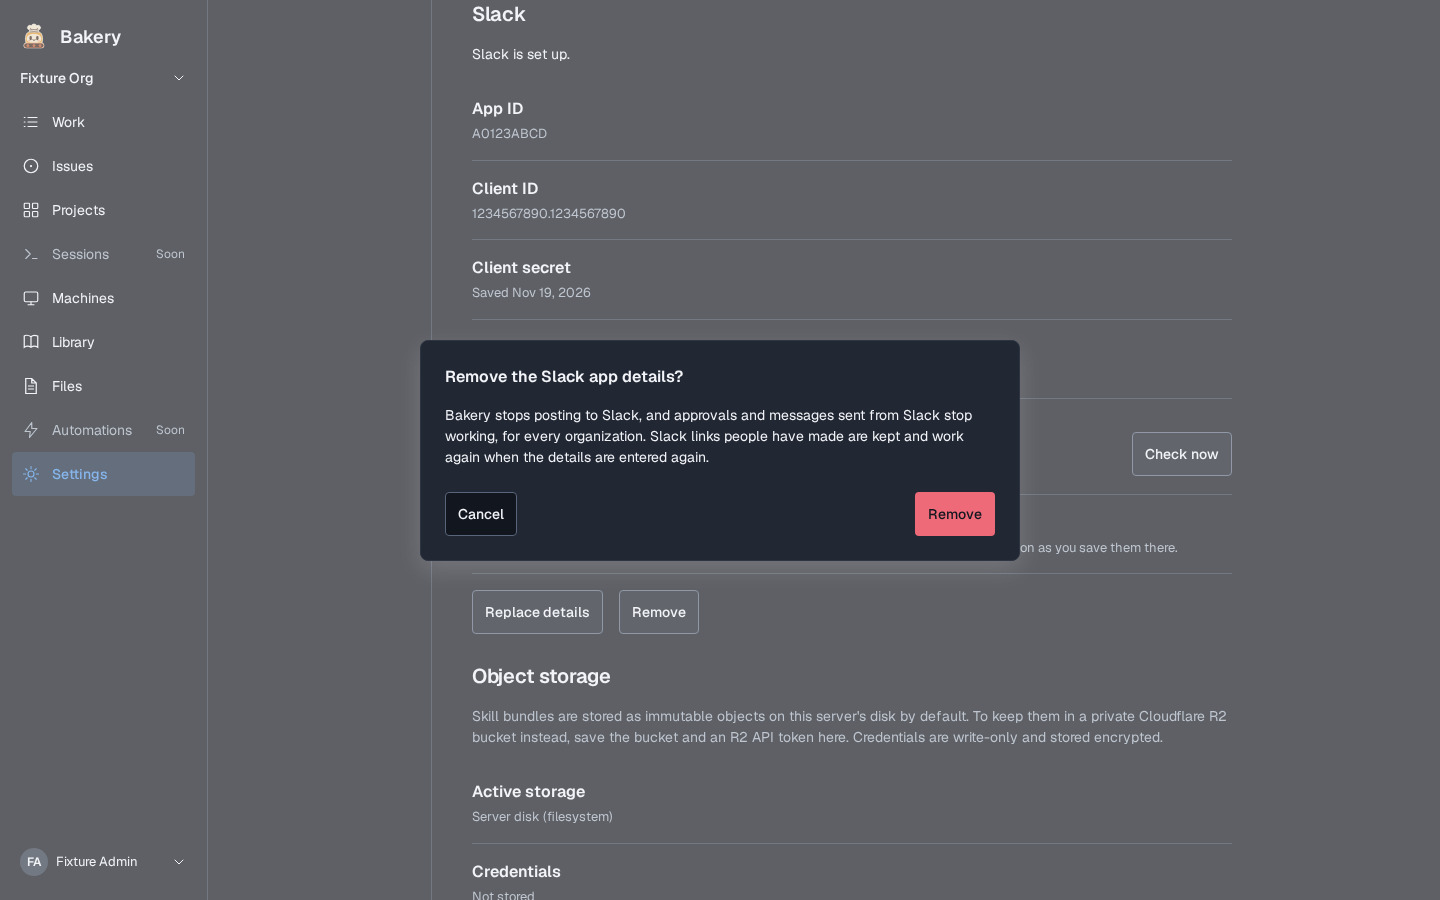 Bakery
Fixture Org
Work
Issues
Projects
Sessions Soon
Machines
Library
Files
Automations Soon
Settings
FA Fixture Admin
Slack
Slack is set up.
App ID
A0123ABCD
Client ID
1234567890.1234567890
Client secret
Saved Nov 19, 2026
Remove the Slack app details?
Bakery stops posting to Slack, and approvals and messages sent from Slack stop
working, for every organization. Slack links people have made are kept and work
again when the details are entered again.
Cancel Remove
Check now
on as you save them there.
Replace details Remove
Object storage
Skill bundles are stored as immutable objects on this server's disk by default. To keep them in a private Cloudflare R2
bucket instead, save the bucket and an R2 API token here. Credentials are write-only and stored encrypted.
Active storage
Server disk (filesystem)
Credentials
Not stored